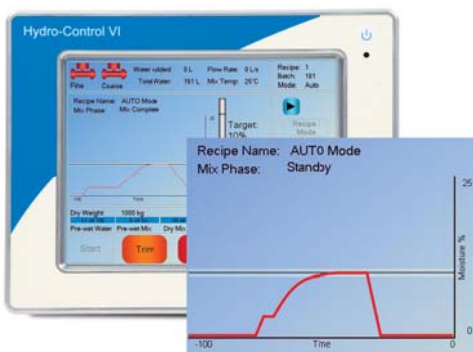 Hydro-Control VI
Water Added: 0 L Flow Rate: 0 L/s Recipe: 1
Fine Coarse Total Water: 161 L Mix Temp: 25°C Batch: 181
Mode: Auto
Recipe Name: AUTO Mode
Mix Phase Mix Complete
Target:
10%
Recipe
Mode
Time
Dry Weight: 1000 kg
Pre-wet Water Pre-wet Mix Dry Mix
Start Trim
Recipe Name: AUTO Mode
Mix Phase: Standby
25
Moisture %
0
-100 Time 0